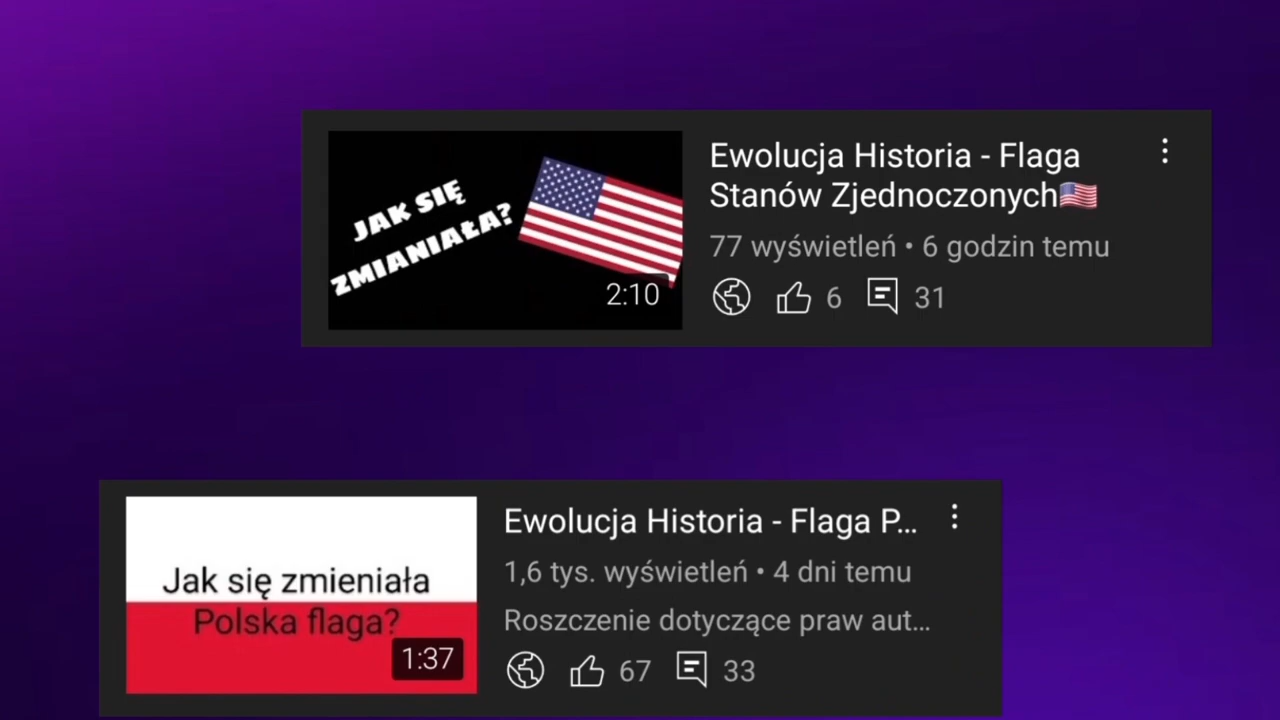 JAK SIĘ
ZMIANIAŁA?
2:10
Ewolucja Historia - Flaga
Stanów Zjednoczonych🇺🇸
77 wyświetleń • 6 godzin temu
6 31
Jak się zmieniała
Polska flaga?
1:37
Ewolucja Historia - Flaga P...
1,6 tys. wyświetleń • 4 dni temu
Roszczenie dotyczące praw aut...
67 33